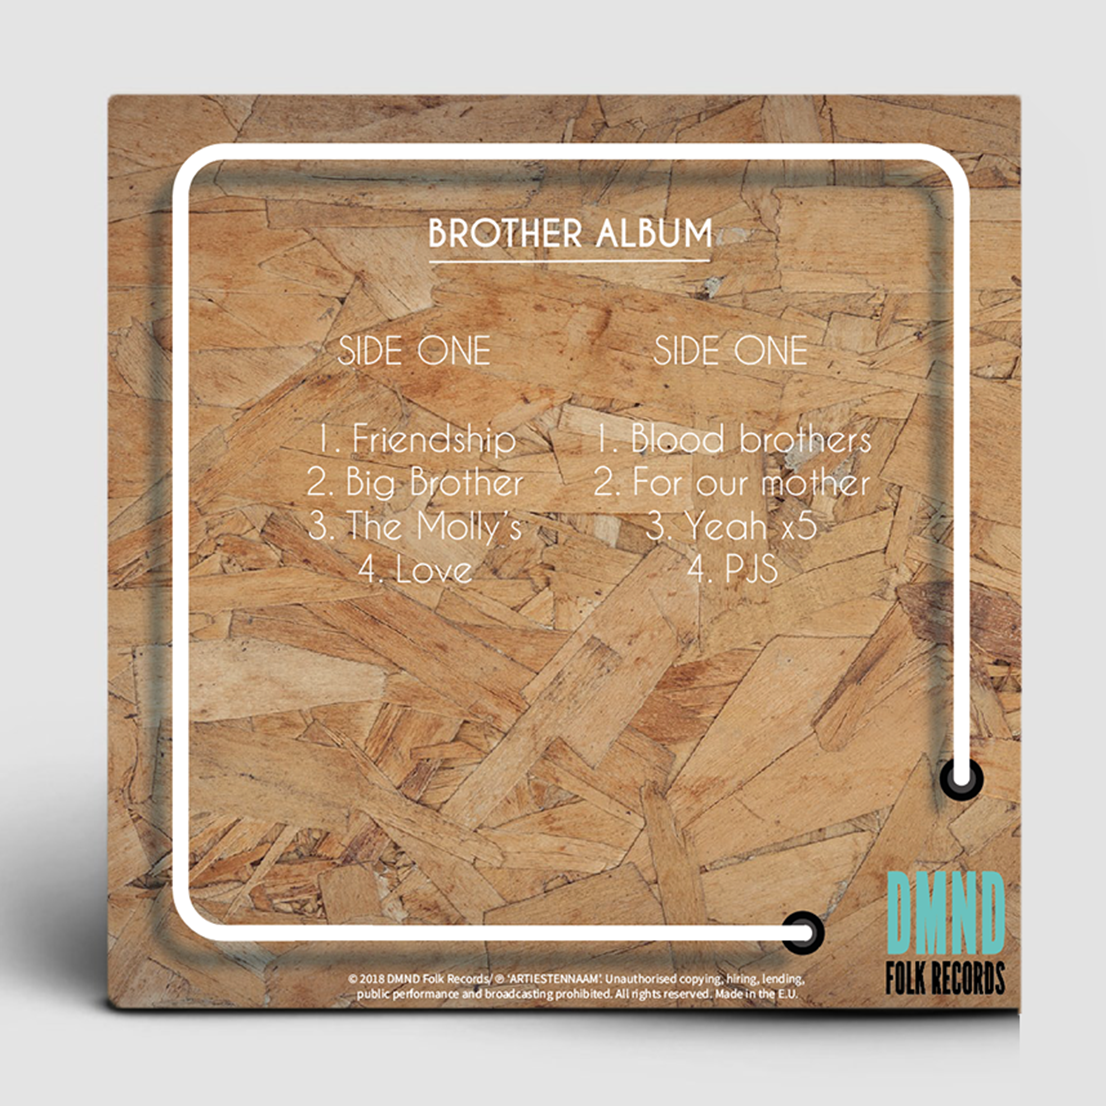 BROTHER ALBUM
SIDE ONE
1. Friendship
2. Big Brother
3. The Molly's
4. Love
SIDE ONE
1. Blood brothers
2. For our mother
3. Yeah x5
4. PJS
DMND
FOLK RECORDS
© 2018 DMND Folk Records/ ℗ 'ARTIESTENNAAM'. Unauthorised copying, hiring, lending,
public performance and broadcasting prohibited. All rights reserved. Made in the E.U.